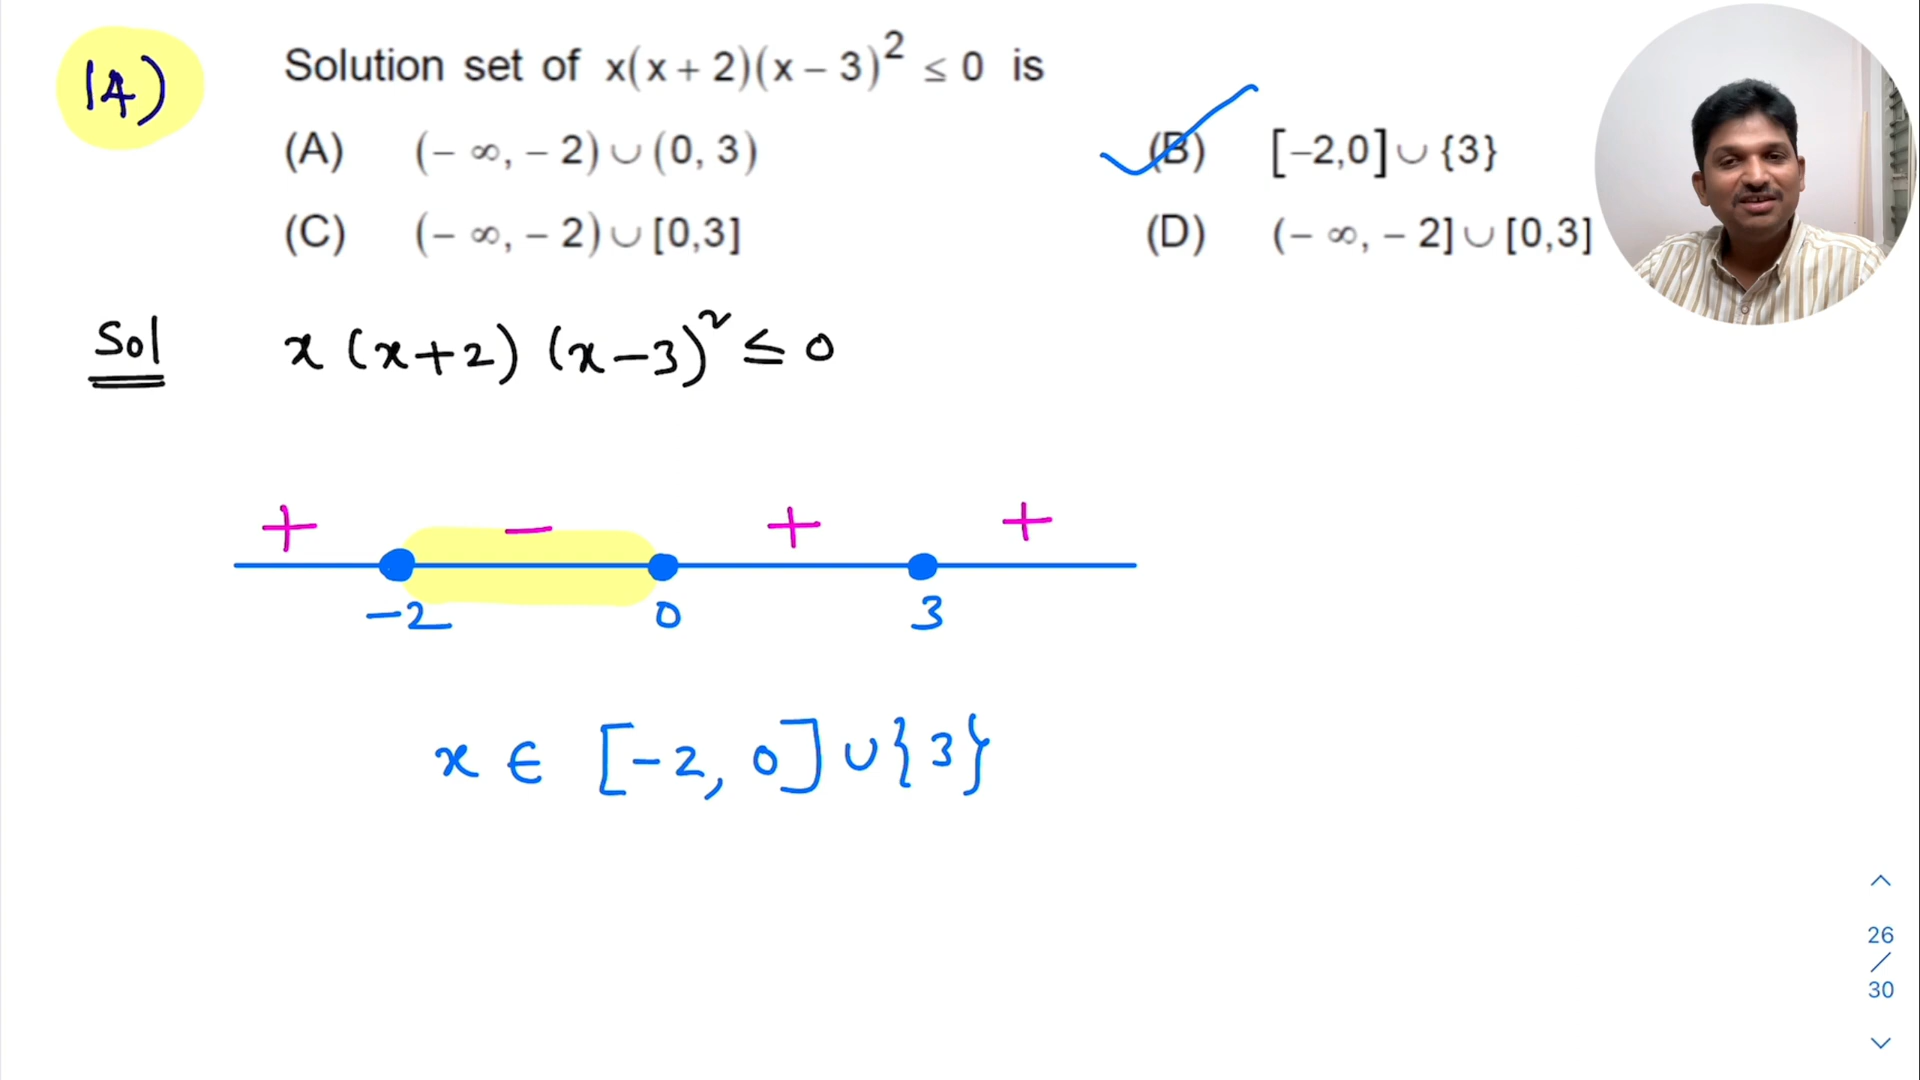 14)
Solution set of x(x + 2)(x – 3)² ≤ 0 is
(A) (– ∞, – 2) ∪ (0, 3) (B) [–2,0] ∪ {3}
(C) (– ∞, – 2) ∪ [0,3] (D) (– ∞, – 2] ∪ [0,3]
Sol x (x+2) (x-3)² ≤ 0
+ – + +
-2 0 3
x ∈ [-2, 0] ∪ {3}
26
/
30